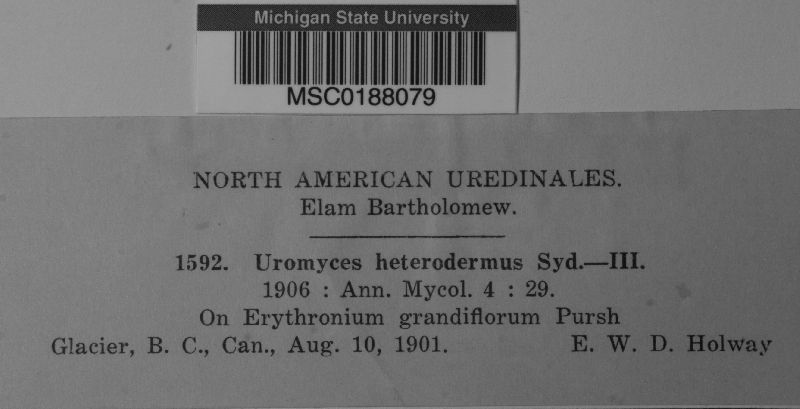 Michigan State University
MSC0188079
NORTH AMERICAN UREDINALES.
Elam Bartholomew.
1592. Uromyces heterodermus Syd.—III.
1906 : Ann. Mycol. 4 : 29.
On Erythronium grandiflorum Pursh
Glacier, B. C., Can., Aug. 10, 1901. E. W. D. Holway